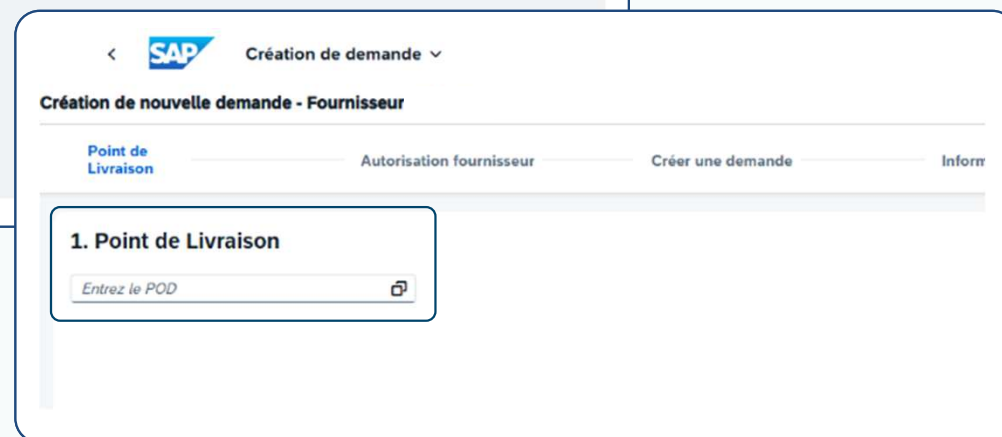 SAP Création de demande
Création de nouvelle demande - Fournisseur
Point de
Livraison
Autorisation fournisseur
Créer une demande
Inform
1. Point de Livraison
Entrez le POD